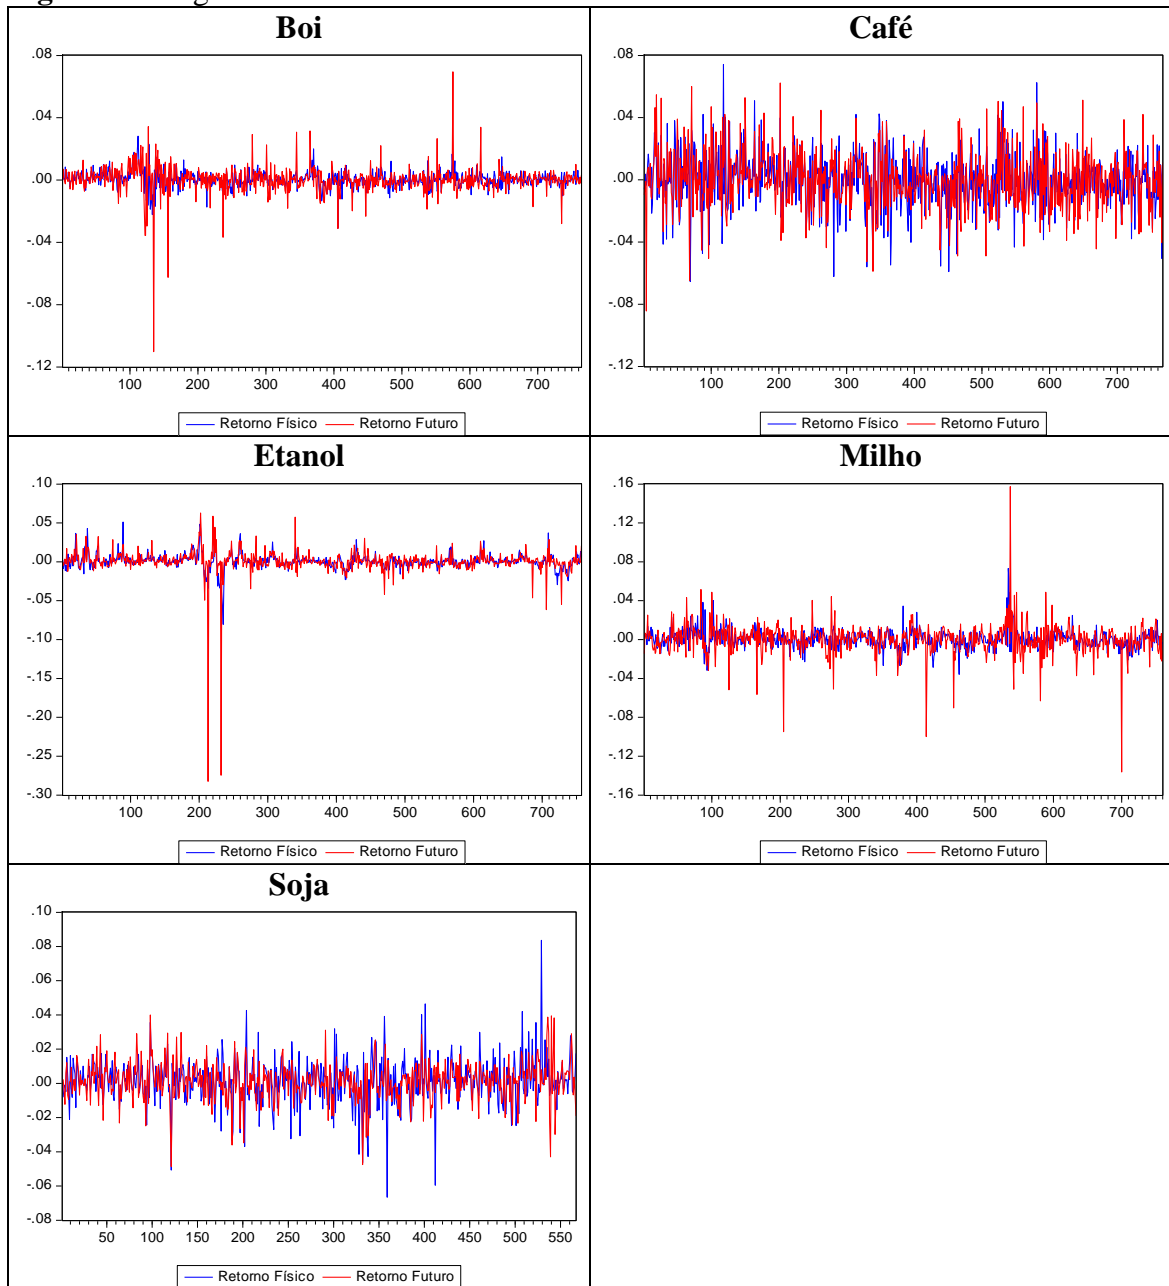 Boi
.08
.04
.00
-.04
-.08
-.12
100 200 300 400 500 600 700
Retorno Físico Retorno Futuro
Café
.08
.04
.00
-.04
-.08
-.12
100 200 300 400 500 600 700
Retorno Físico Retorno Futuro
Etanol
.10
.05
.00
-.05
-.10
-.15
-.20
-.25
-.30
100 200 300 400 500 600 700
Retorno Físico Retorno Futuro
Milho
.16
.12
.08
.04
.00
-.04
-.08
-.12
-.16
100 200 300 400 500 600 700
Retorno Físico Retorno Futuro
Soja
.10
.08
.06
.04
.02
.00
-.02
-.04
-.06
-.08
50 100 150 200 250 300 350 400 450 500 550
Retorno Físico Retorno Futuro